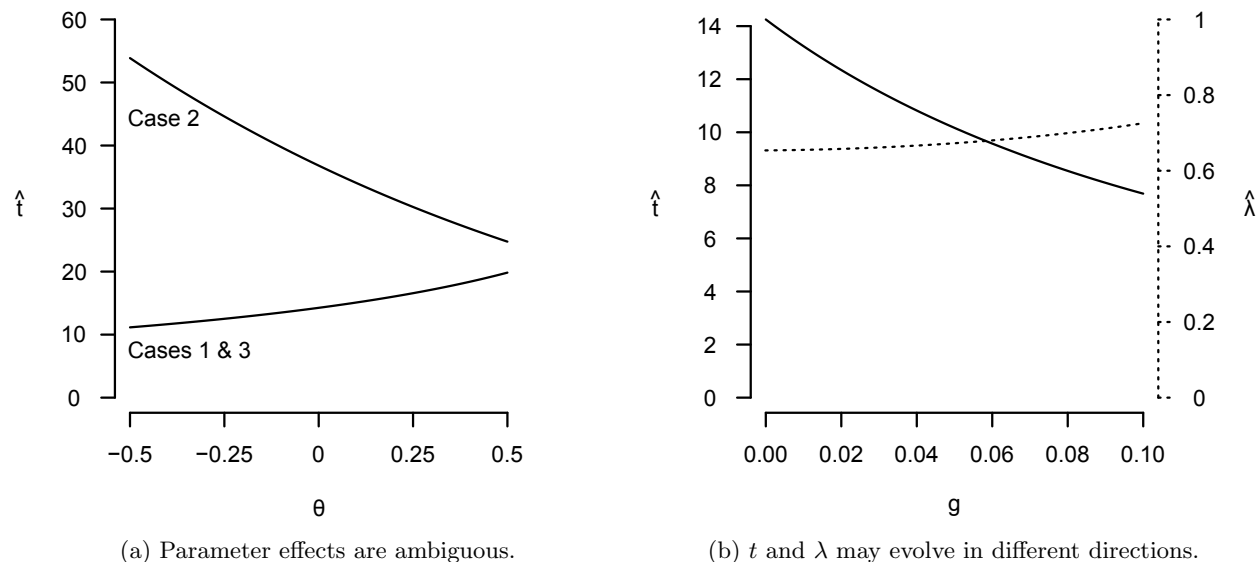 60
50
40
30
20
10
0
t̂
Case 2
Cases 1 & 3
−0.5 −0.25 0 0.25 0.5
θ
(a) Parameter effects are ambiguous.
14
12
10
8
6
4
2
0
t̂
1
0.8
0.6
0.4
0.2
0
λ̂
0.00 0.02 0.04 0.06 0.08 0.10
g
(b) t and λ may evolve in different directions.